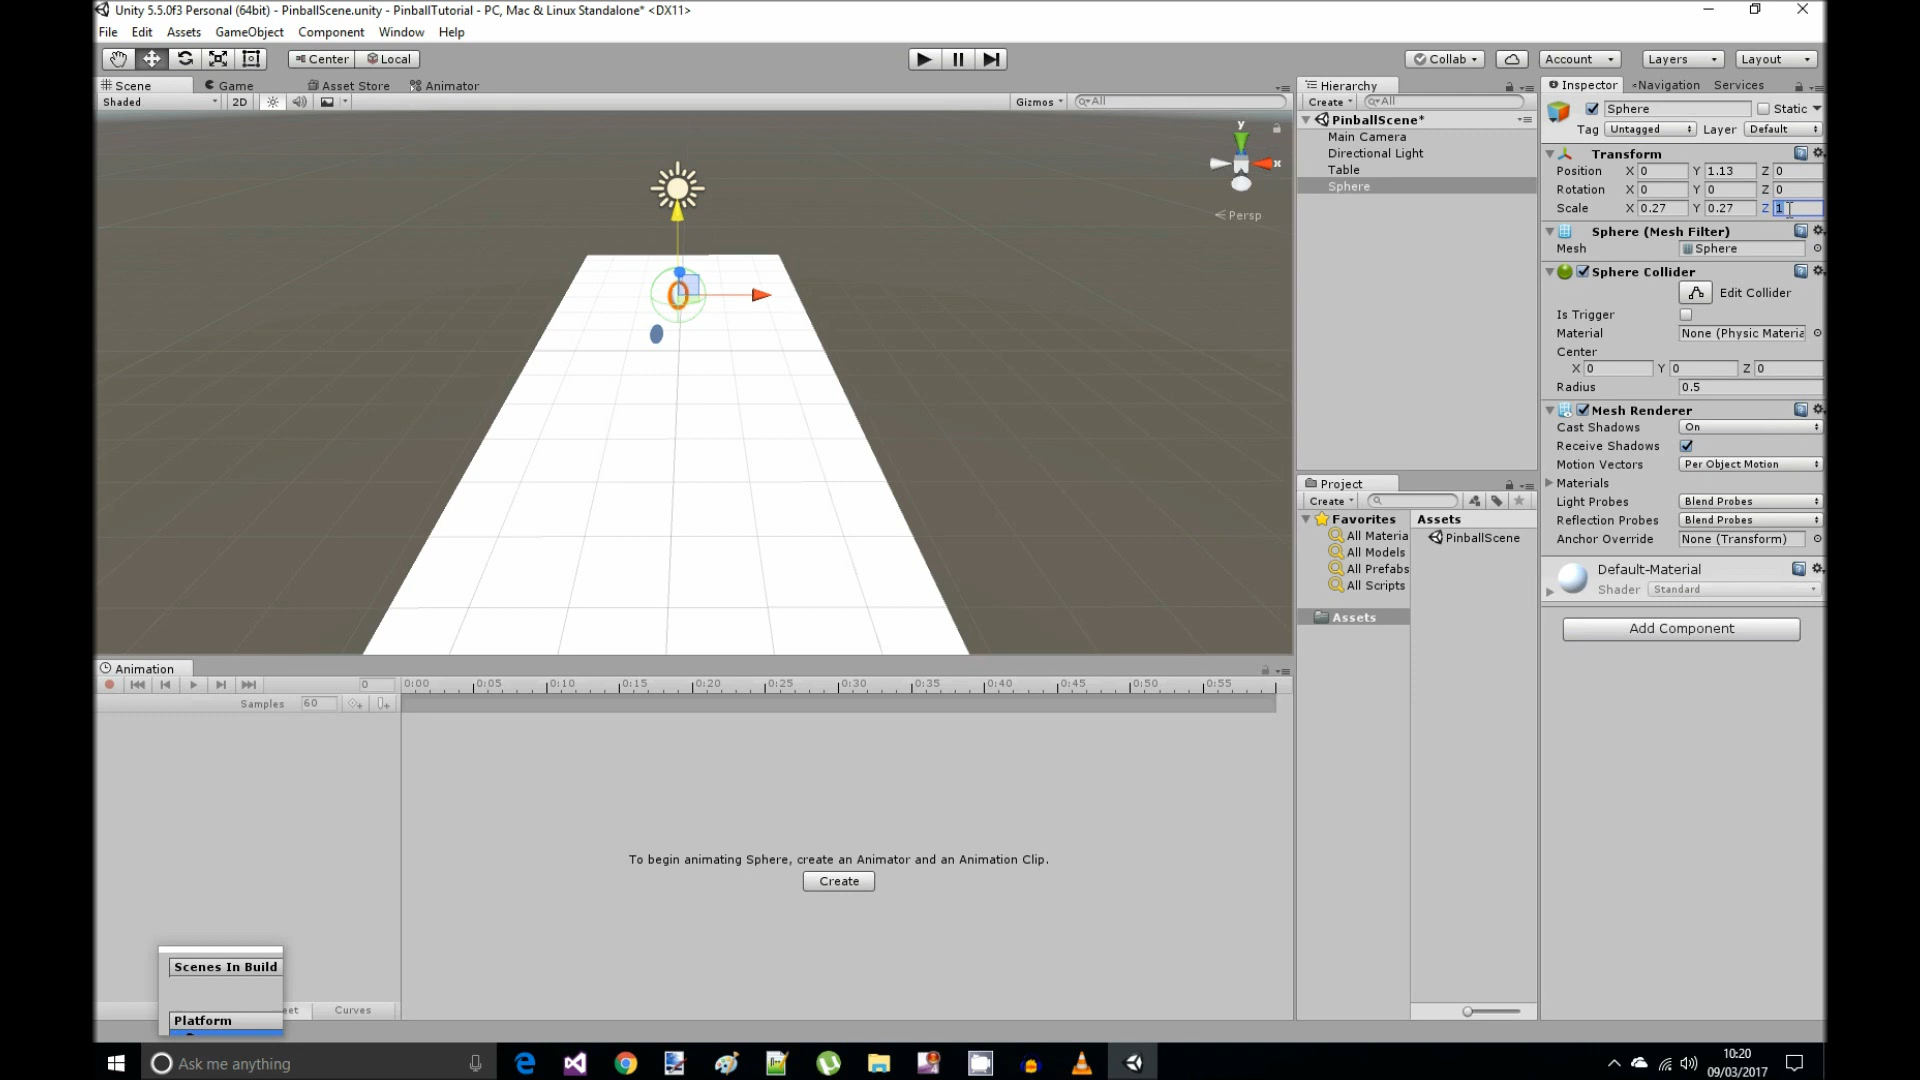 Unity 5.5.0f3 Personal (64bit) - PinballScene.unity - PinballTutorial - PC, Mac & Linux Standalone* <DX11>
File Edit Assets GameObject Component Window Help
Center Local
Collab Account Layers Layout
Scene Game Asset Store Animator
Shaded 2D Gizmos All
y
x
Persp
Hierarchy
Create All
PinballScene*
Main Camera
Directional Light
Table
Sphere
Project
Create
Favorites
All Materia
All Models
All Prefabs
All Scripts
Assets
Assets
PinballScene
Inspector Navigation Services
Sphere Static
Tag Untagged Layer Default
Transform
Position X 0 Y 1.13 Z 0
Rotation X 0 Y 0 Z 0
Scale X 0.27 Y 0.27 Z 1
Sphere (Mesh Filter)
Mesh Sphere
Sphere Collider
Edit Collider
Is Trigger
Material None (Physic Materia
Center
X 0 Y 0 Z 0
Radius 0.5
Mesh Renderer
Cast Shadows On
Receive Shadows
Motion Vectors Per Object Motion
Materials
Light Probes Blend Probes
Reflection Probes Blend Probes
Anchor Override None (Transform)
Default-Material
Shader Standard
Add Component
Animation
0 0:00 0:05 0:10 0:15 0:20 0:25 0:30 0:35 0:40 0:45 0:50 0:55
Samples 60
To begin animating Sphere, create an Animator and an Animation Clip.
Create
Scenes In Build
Platform
eet Curves
Ask me anything
10:20
09/03/2017